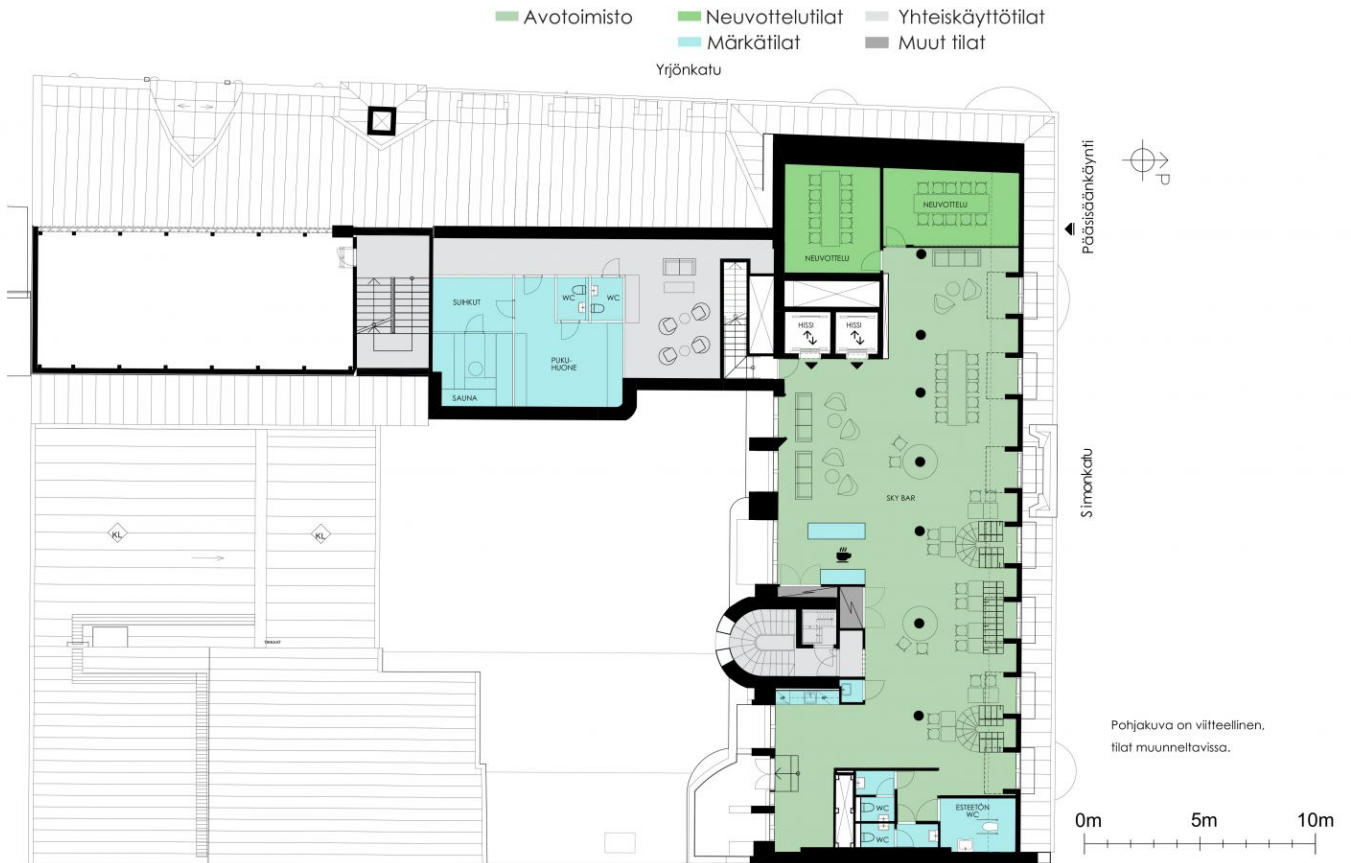 Avotoimisto
Neuvottelutilat
Yhteiskäyttötilat
Märkätilat
Muut tilat
Yrjönkatu
Pääsisäänkäynti
P
NEUVOTTELU
NEUVOTTELU
SUIHKUT
WC
WC
HISSI
HISSI
PUKU-
HUONE
SAUNA
Simonkatu
SKY BAR
KL
KL
Pohjakuva on viitteellinen,
tilat muunneltavissa.
WC
ESTEETÖN
WC
WC
0m
5m
10m